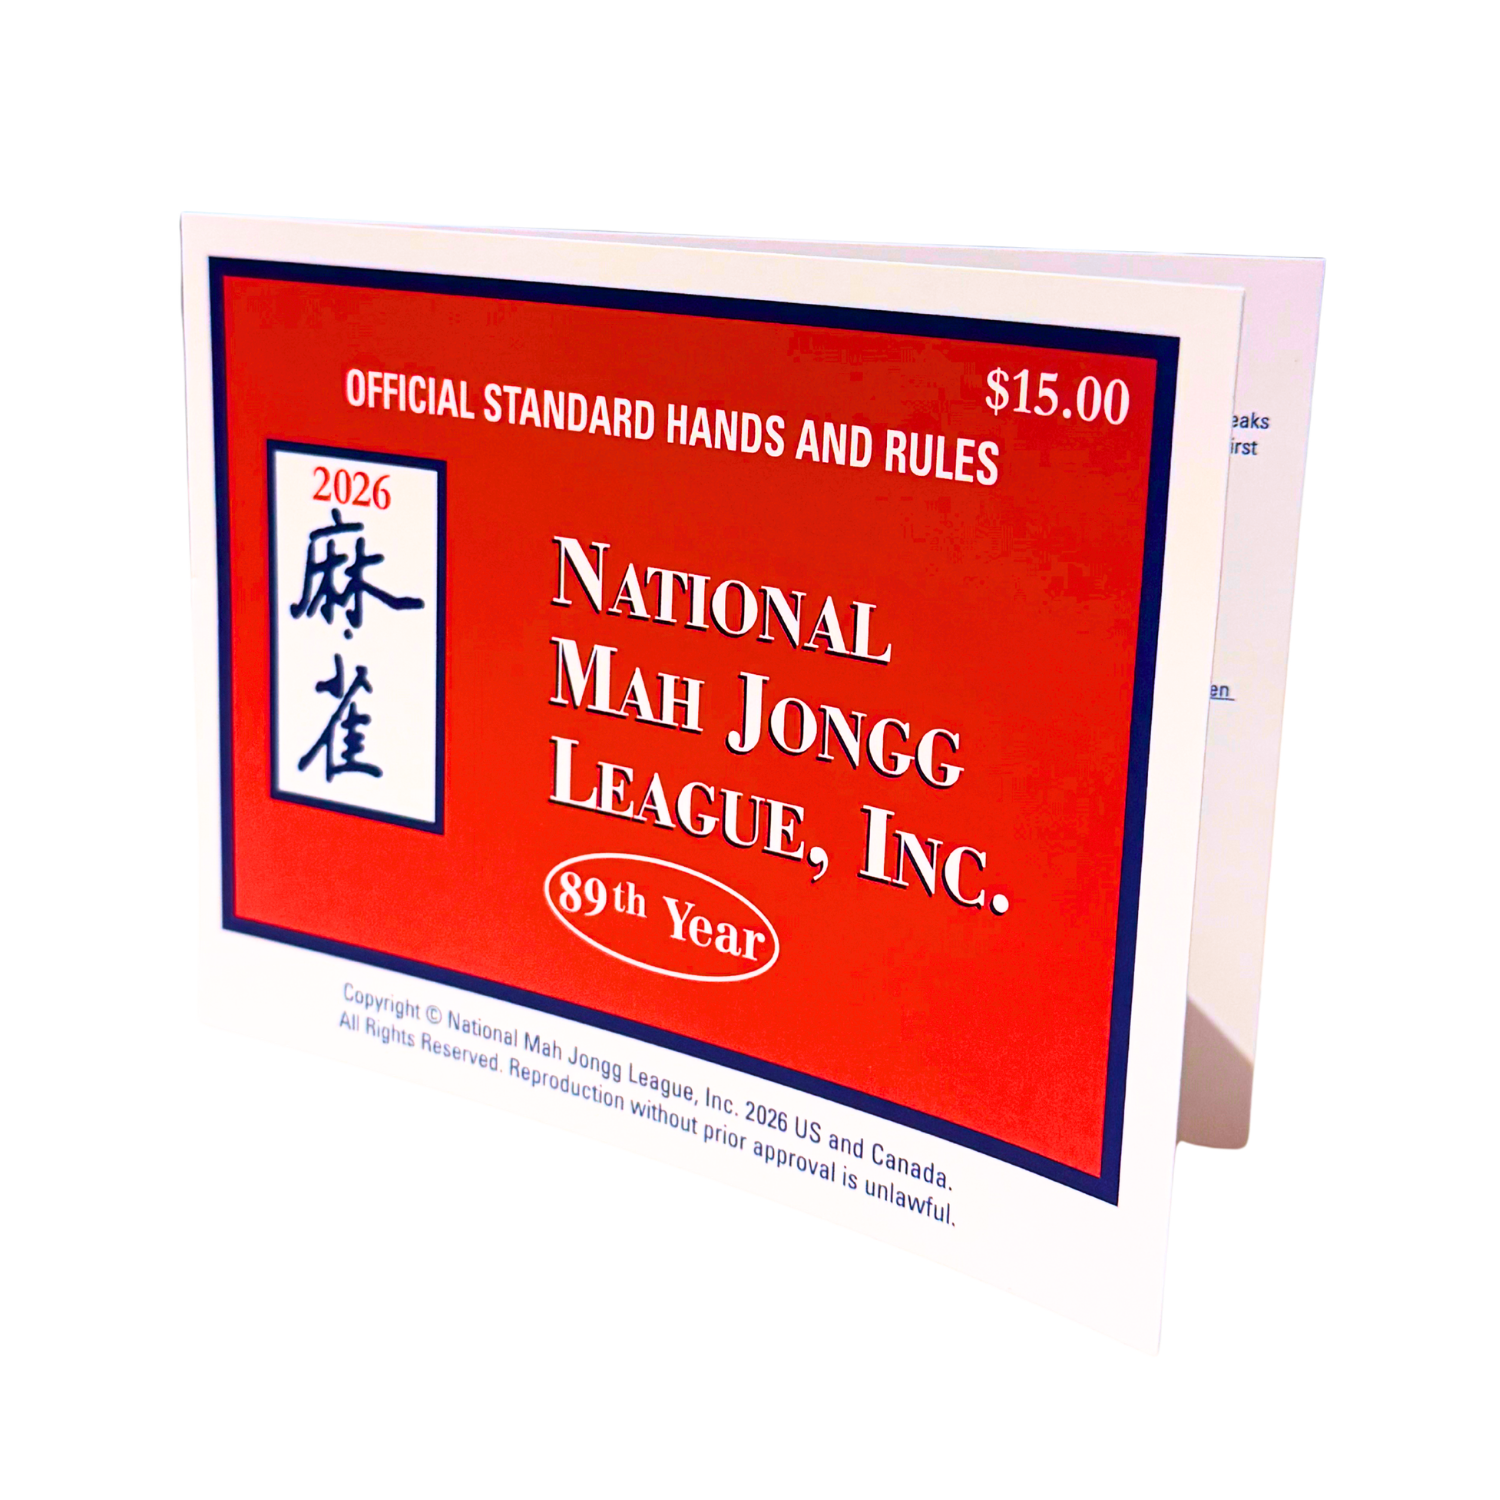 $15.00
OFFICIAL STANDARD HANDS AND RULES
2026
麻
雀
NATIONAL
MAH JONGG
LEAGUE, INC.
89th Year
Copyright © National Mah Jongg League, Inc. 2026 US and Canada.
All Rights Reserved. Reproduction without prior approval is unlawful.